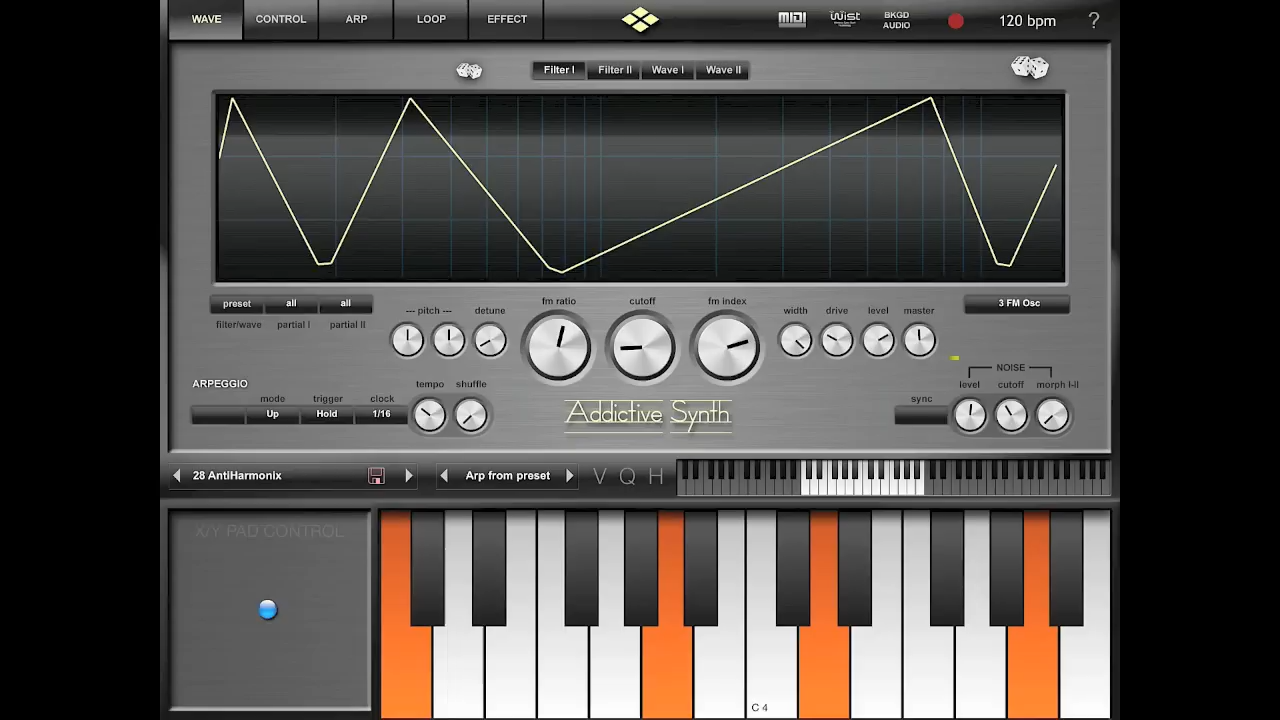 WAVE CONTROL ARP LOOP EFFECT MIDI Wist BKGD AUDIO 120 bpm ?
Filter I Filter II Wave I Wave II
preset all all
filter/wave partial I partial II
--- pitch --- detune
fm ratio cutoff fm index
width drive level master
3 FM Osc
ARPEGGIO
mode trigger clock tempo shuffle
Up Hold 1/16
Addictive Synth
NOISE
sync level cutoff morph I-II
28 AntiHarmonix Arp from preset V Q H
X/Y PAD CONTROL
C 4